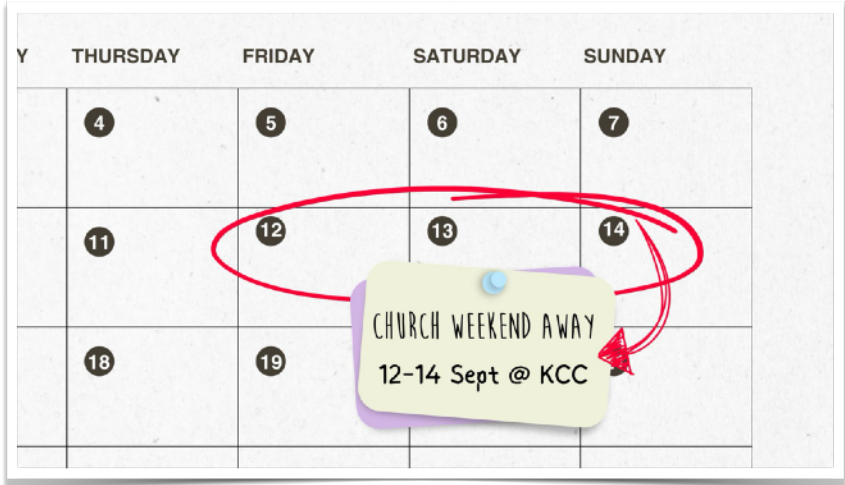 Y THURSDAY FRIDAY SATURDAY SUNDAY
4 5 6 7
11 12 13 14
CHURCH WEEKEND AWAY
12-14 Sept @ KCC
18 19